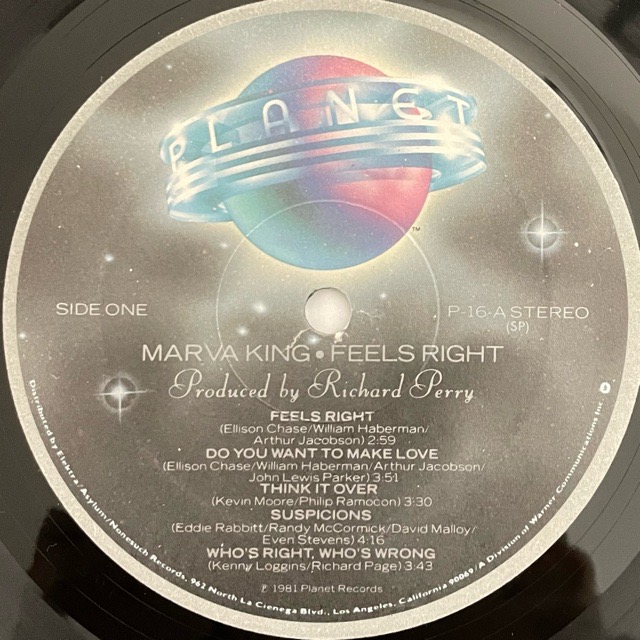 PLANET
™
SIDE ONE
P-16-A STEREO
(SP)
MARVA KING • FEELS RIGHT
Produced by Richard Perry
FEELS RIGHT
(Ellison Chase/William Haberman/
Arthur Jacobson) 2:59
DO YOU WANT TO MAKE LOVE
(Ellison Chase/William Haberman/Arthur Jacobson/
John Lewis Parker) 3:51
THINK IT OVER
(Kevin Moore/Philip Ramocon) 3:30
SUSPICIONS
(Eddie Rabbitt/Randy McCormick/David Malloy/
Even Stevens) 4:16
WHO'S RIGHT, WHO'S WRONG
(Kenny Loggins/Richard Page) 3:43
℗ 1981 Planet Records
Distributed by Elektra/Asylum/Nonesuch Records, 962 North La Cienega Blvd., Los Angeles, California 90069/A Division of Warner Communications Inc.